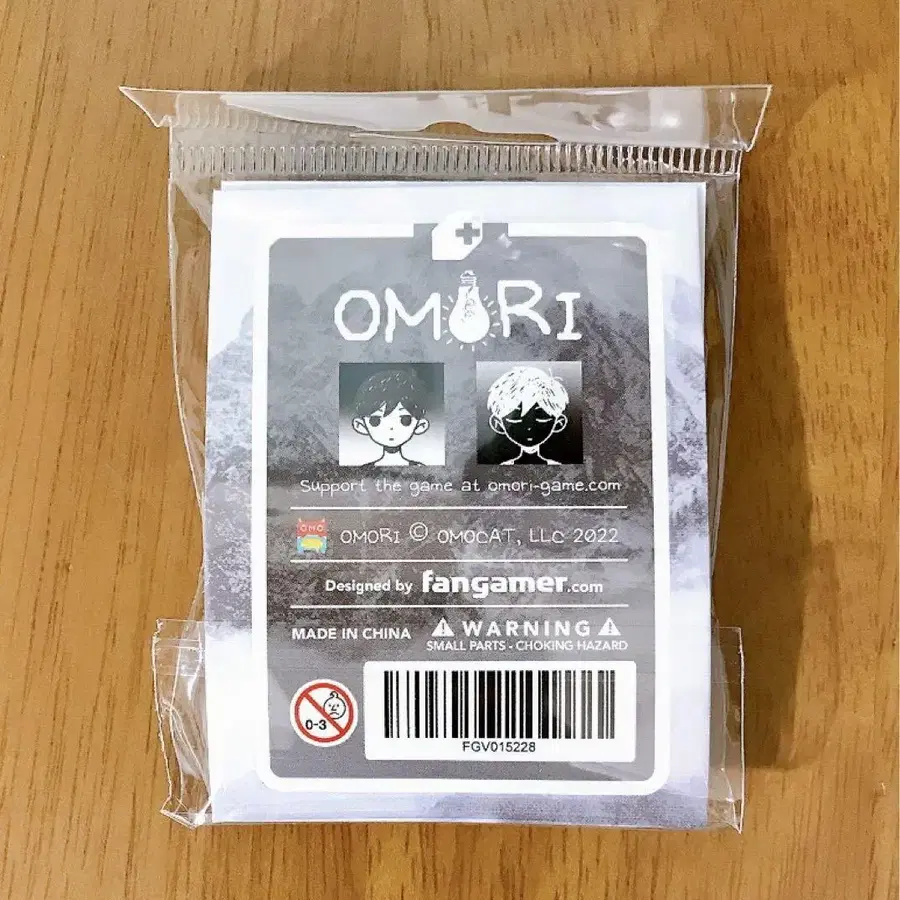 OMORI
Support the game at omori-game.com
OMO
OMORI © OMOCAT, LLC 2022
Designed by fangamer.com
MADE IN CHINA
WARNING
SMALL PARTS - CHOKING HAZARD
0-3
FGV015228